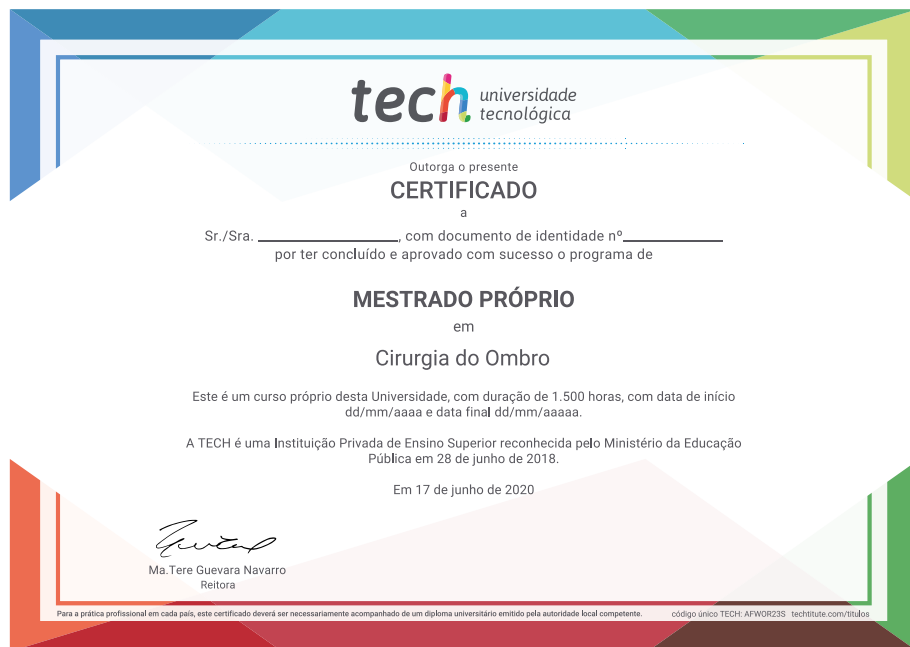 tech universidade
tecnológica
Outorga o presente
CERTIFICADO
a
Sr./Sra. ________________, com documento de identidade nº____________
por ter concluído e aprovado com sucesso o programa de
MESTRADO PRÓPRIO
em
Cirurgia do Ombro
Este é um curso próprio desta Universidade, com duração de 1.500 horas, com data de início
dd/mm/aaaa e data final dd/mm/aaaaa.
A TECH é uma Instituição Privada de Ensino Superior reconhecida pelo Ministério da Educação
Pública em 28 de junho de 2018.
Em 17 de junho de 2020
Ma.Tere Guevara Navarro
Reitora
Para a prática profissional em cada país, este certificado deverá ser necessariamente acompanhado de um diploma universitário emitido pela autoridade local competente. código único TECH: AFWOR23S techtitute.com/titulos